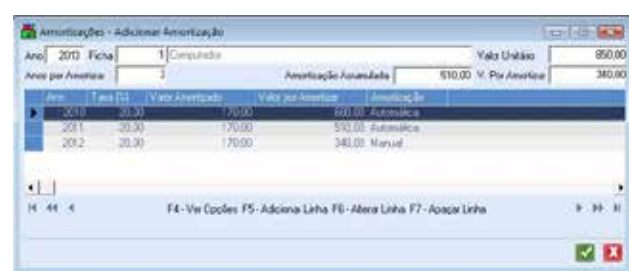 Amortizações - Adicionar Amortização
Ano 2013 Ficha 1 Computador Valor Unitário 850,00
Anos por Amortizar 3 Amortização Acumulada 510,00 V. Por Amortizar 340,00
Ano Taxa [%] Valor Amortizado Valor por Amortizar Amortização
2010 20,00 170,00 680,00 Automática
2011 20,00 170,00 510,00 Automática
2012 20,00 170,00 340,00 Manual
F4 - Ver Opções F5 - Adiciona Linha F6 - Altera Linha F7 - Apagar Linha